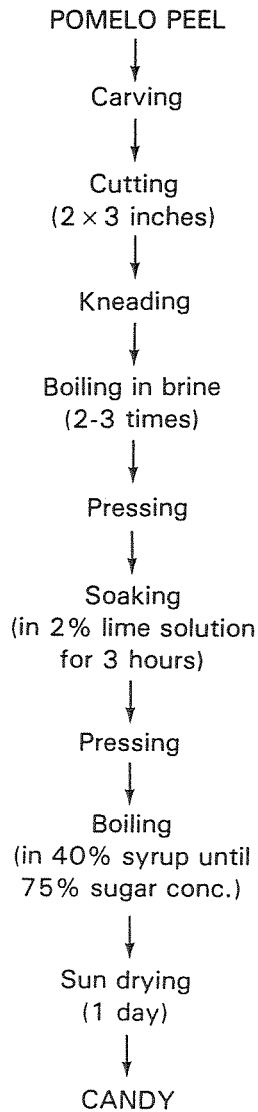 POMELO PEEL
Carving
Cutting
(2 × 3 inches)
Kneading
Boiling in brine
(2-3 times)
Pressing
Soaking
(in 2% lime solution
for 3 hours)
Pressing
Boiling
(in 40% syrup until
75% sugar conc.)
Sun drying
(1 day)
CANDY